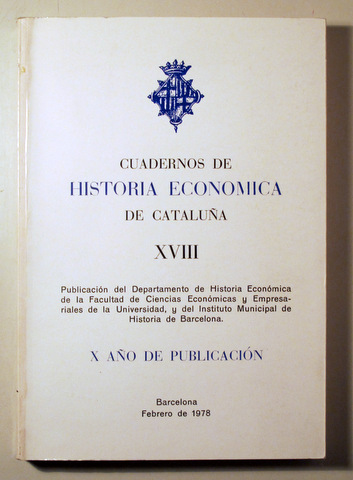 CUADERNOS DE
HISTORIA ECONOMICA
DE CATALUÑA
XVIII
Publicación del Departamento de Historia Económica
de la Facultad de Ciencias Económicas y Empresa-
riales de la Universidad, y del Instituto Municipal de
Historia de Barcelona.
X AÑO DE PUBLICACIÓN
Barcelona
Febrero de 1978